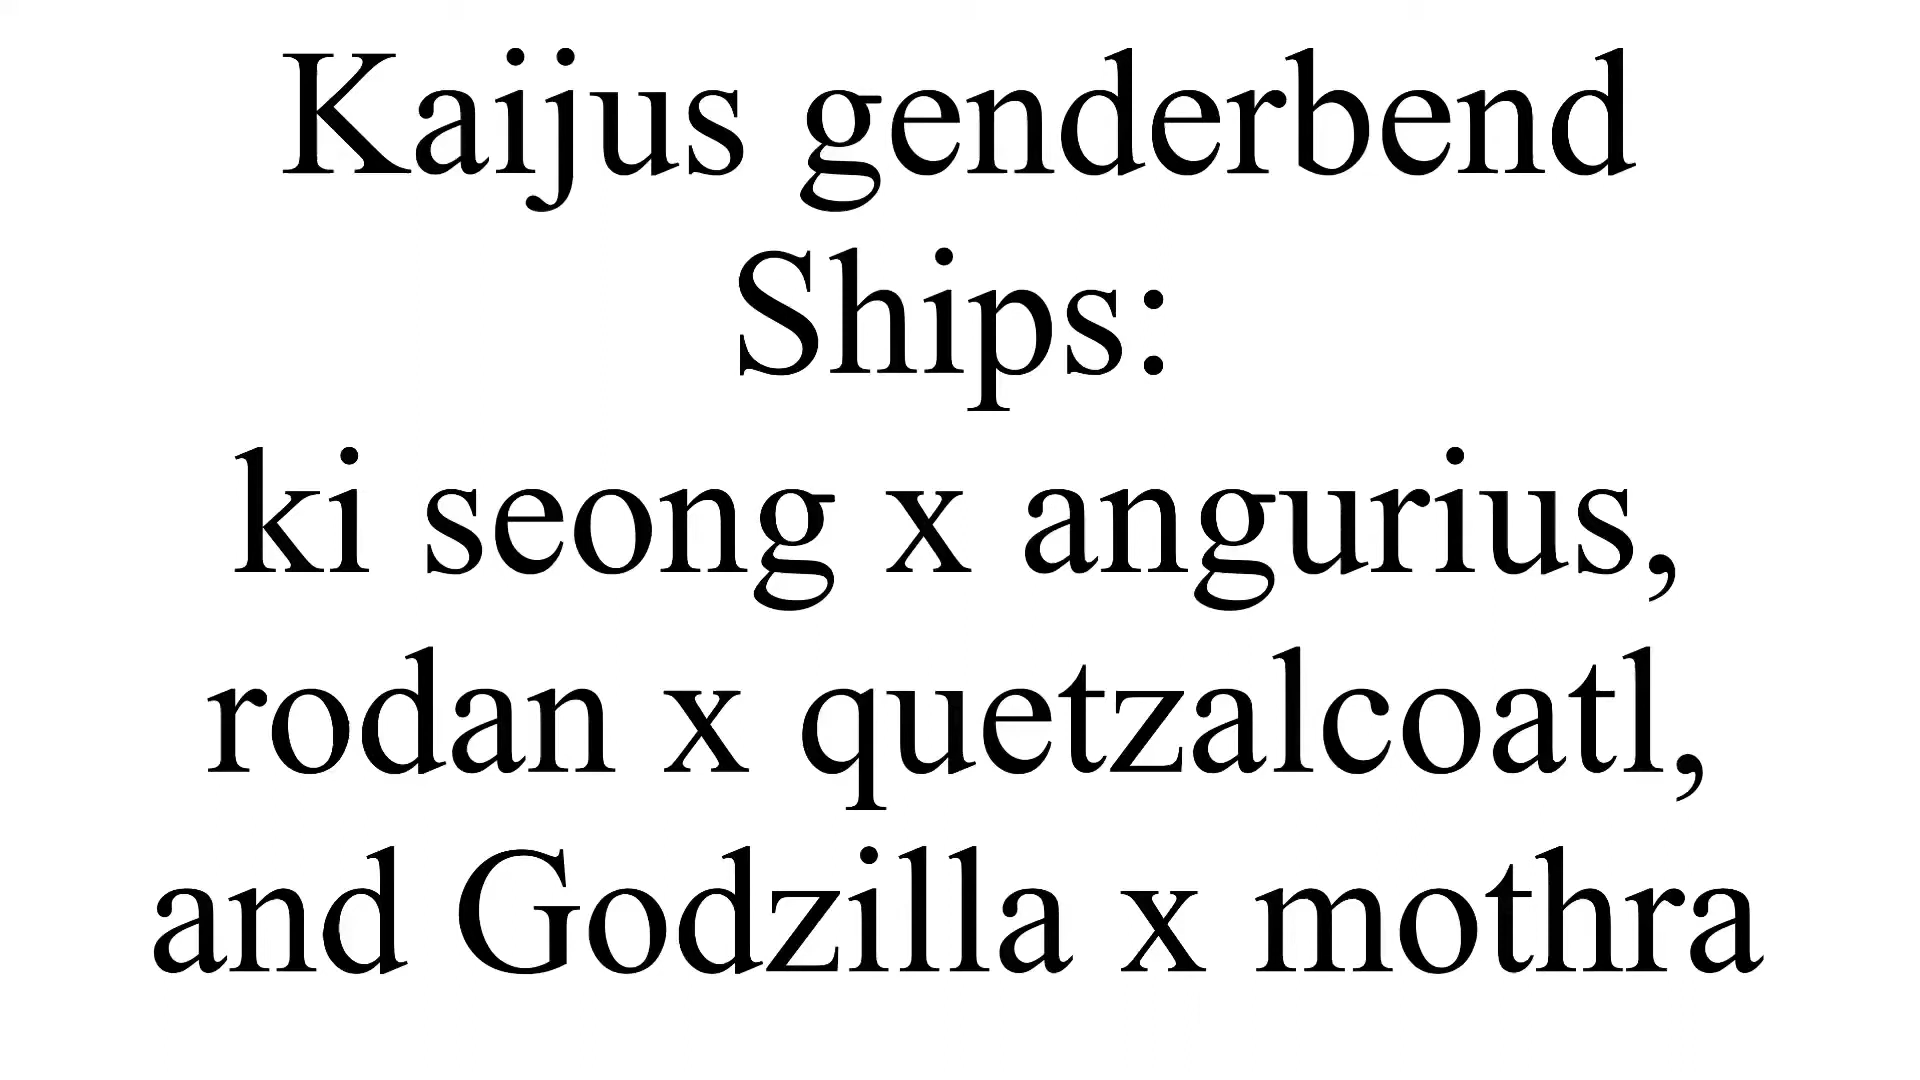 Kaijus genderbend
Ships:
ki seong x angurius,
rodan x quetzalcoatl,
and Godzilla x mothra